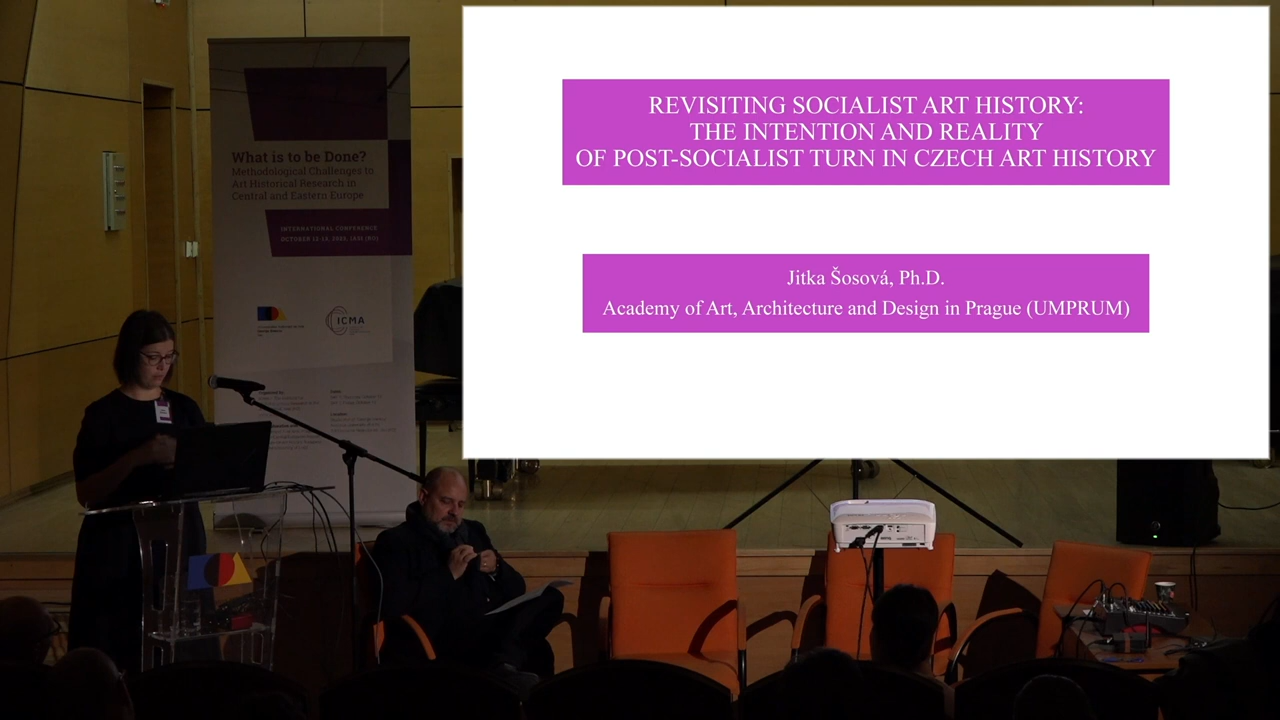 REVISITING SOCIALIST ART HISTORY:
THE INTENTION AND REALITY
OF POST-SOCIALIST TURN IN CZECH ART HISTORY
Jitka Šosová, Ph.D.
Academy of Art, Architecture and Design in Prague (UMPRUM)
What is to be Done?
Methodological Challenges to
Art Historical Research in
Central and Eastern Europe
INTERNATIONAL CONFERENCE
ICMA